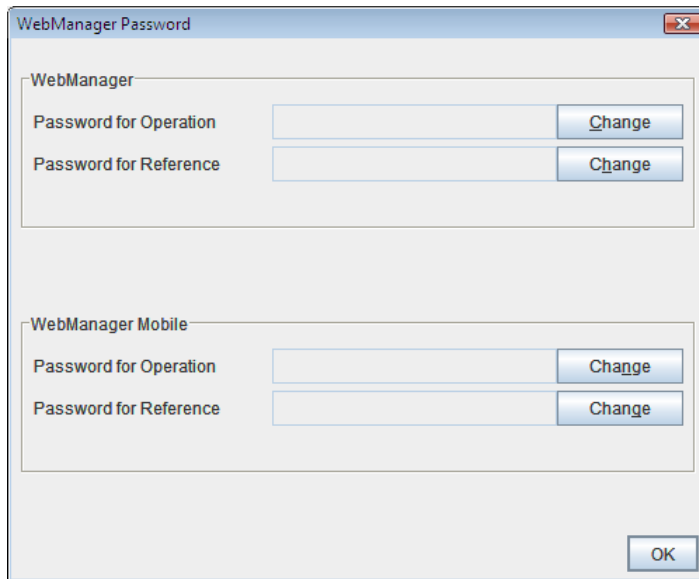 WebManager Password
WebManager
Password for Operation Change
Password for Reference Change
WebManager Mobile
Password for Operation Change
Password for Reference Change
OK